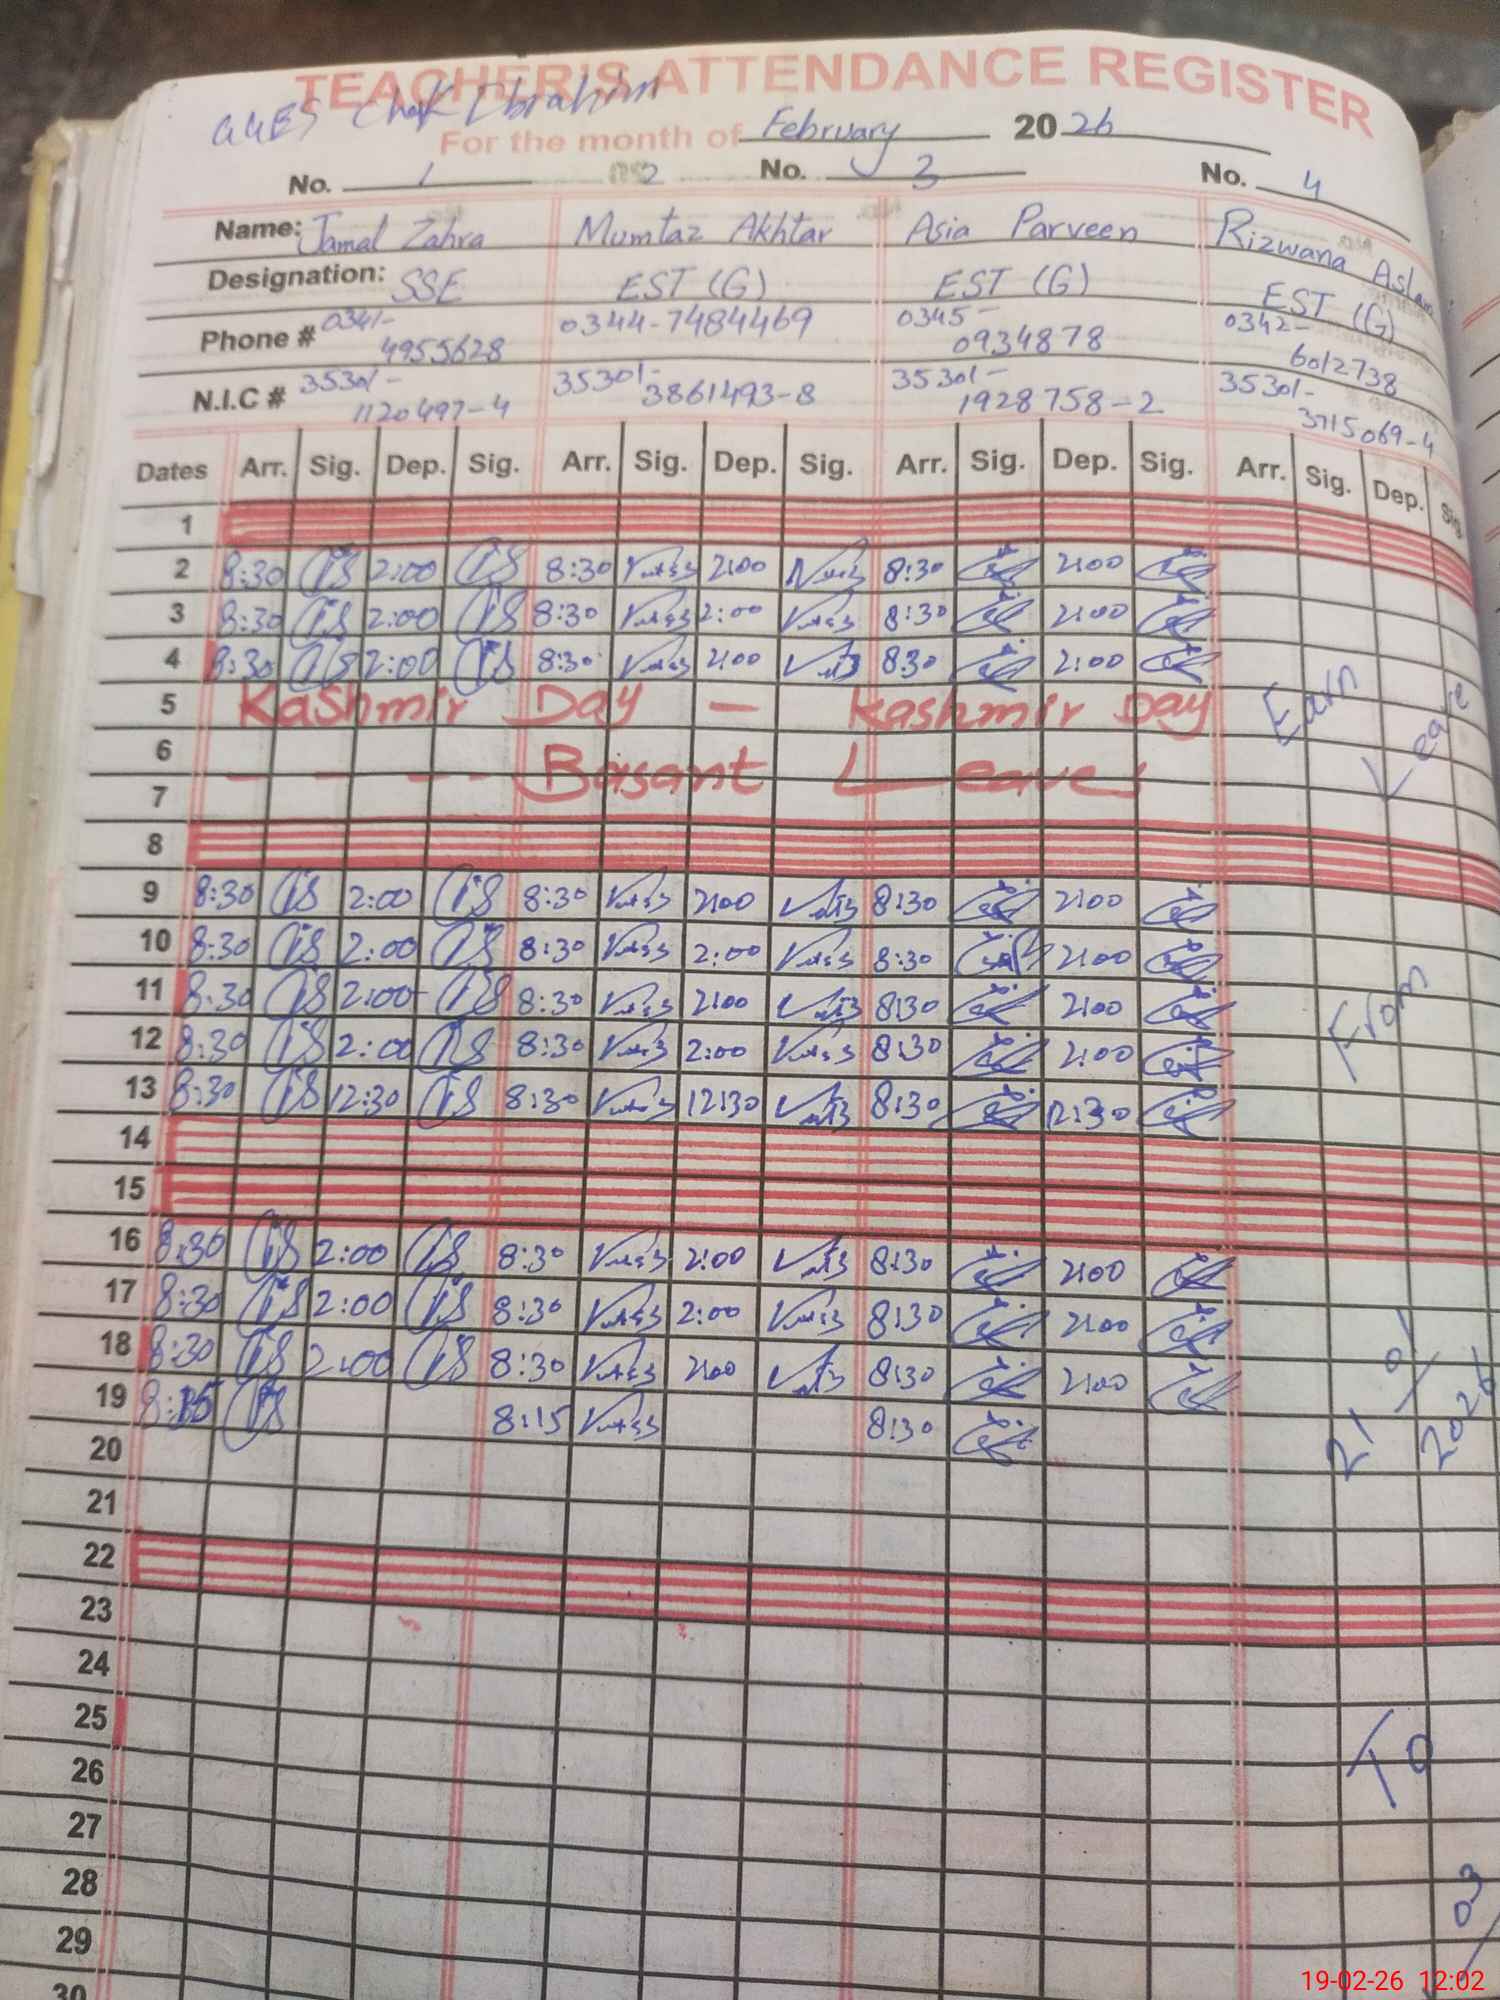 TEACHER'S ATTENDANCE REGISTER
GGES Chak Ibrahim
For the month of February 2026
No. 1 2 No. 3 No. 4
Name: Jamal Zahra Mumtaz Akhtar Asia Parveen Rizwana Aslam
Designation: SSE EST (G) EST (G) EST (G)
Phone # 0341-4955628 0344-7484469 0345-0934878 0342-6012738
N.I.C # 35301-1120497-4 35301-3861493-8 35301-1928758-2 35301-3715069-4
Dates Arr. Sig. Dep. Sig. Arr. Sig. Dep. Sig. Arr. Sig. Dep. Sig. Arr. Sig. Dep. Sig.
1
2 8:30 2:00 8:30 2:00 8:30 2:00
3 8:30 2:00 8:30 2:00 8:30 2:00
4 8:30 2:00 8:30 2:00 8:30 2:00
5 Kashmir Day - Kashmir Day
6
7 - - - - Basant Leaves
8
9 8:30 2:00 8:30 2:00 8:30 2:00
10 8:30 2:00 8:30 2:00 8:30 2:00
11 8:30 2:00 8:30 2:00 8:30 2:00
12 8:30 2:00 8:30 2:00 8:30 2:00
13 8:30 12:30 8:30 12:30 8:30 12:30
14
15
16 8:30 2:00 8:30 2:00 8:30 2:00
17 8:30 2:00 8:30 2:00 8:30 2:00
18 8:30 2:00 8:30 2:00 8:30 2:00
19 8:15 8:15 8:30
20
21
22
23
24
25
26
27
28
29
30
Earn Leave
From
21/01/2026
To
03/
19-02-26 12:02